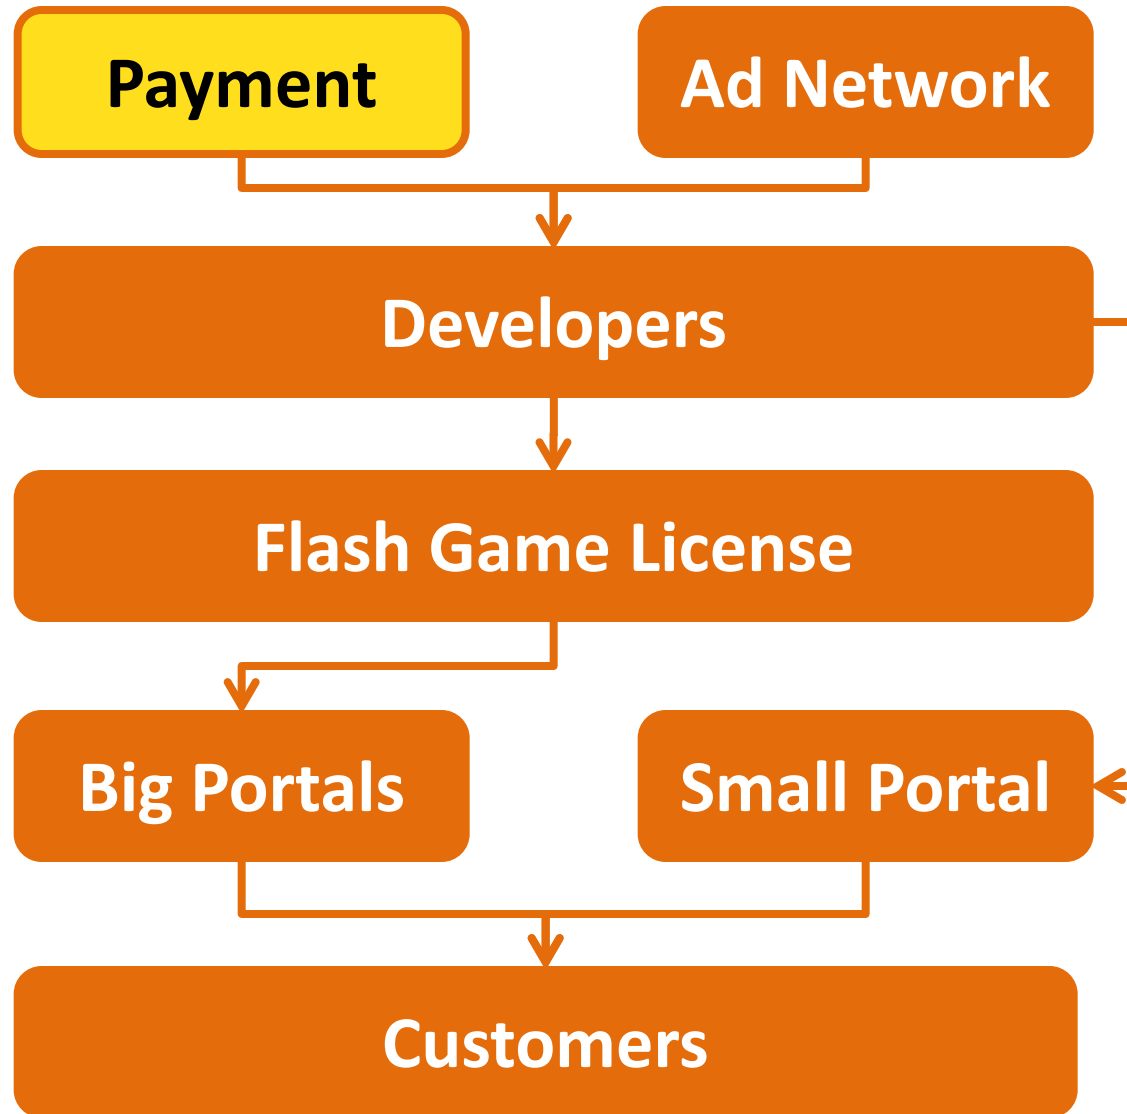 Payment
Ad Network
Developers
Flash Game License
Big Portals
Small Portal
Customers